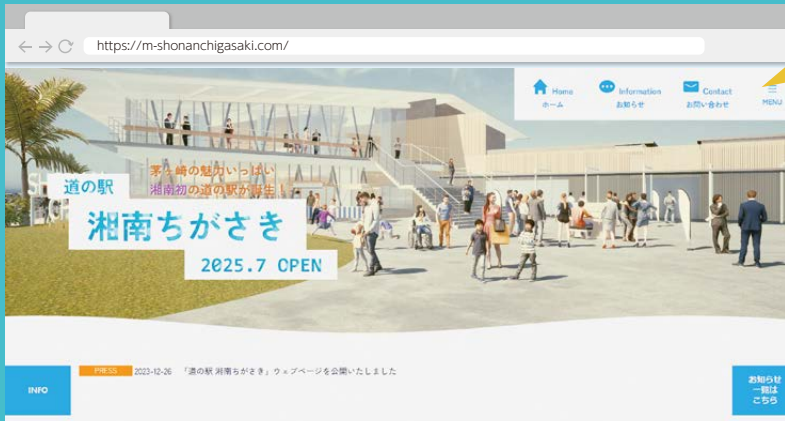 https://m-shonanchigasaki.com/
Home
ホーム
Information
お知らせ
Contact
お問い合わせ
MENU
茅ヶ崎の魅力いっぱい
湘南初の道の駅が誕生！
道の駅
湘南ちがさき
2025.7 OPEN
INFO
PRESS 2023-12-26 「道の駅 湘南ちがさき」ウェブページを公開いたしました
お知らせ
一覧は
こちら